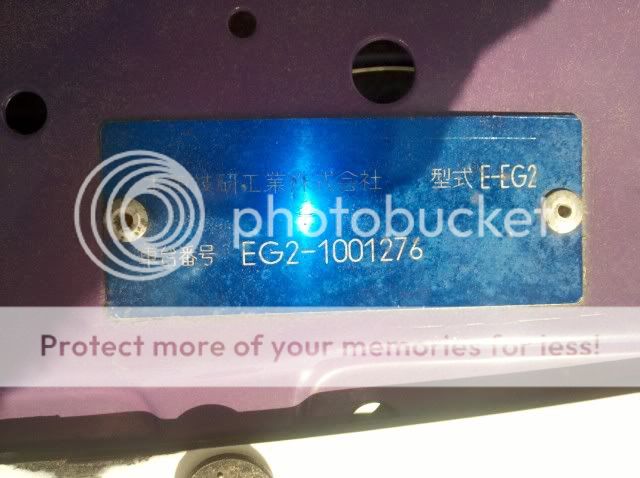 技研工業株式会社 型式 E-EG2
photobucket
車台番号 EG2-1001276
Protect more of your memories for less!